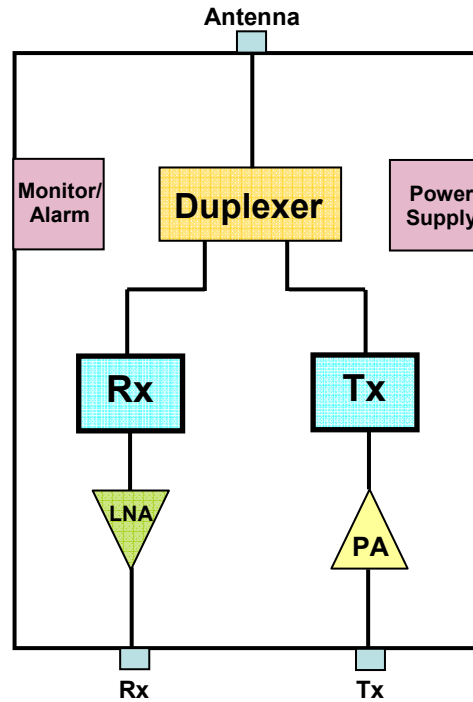 Antenna
Monitor/
Alarm
Duplexer
Power
Supply
Rx
Tx
LNA
PA
Rx
Tx